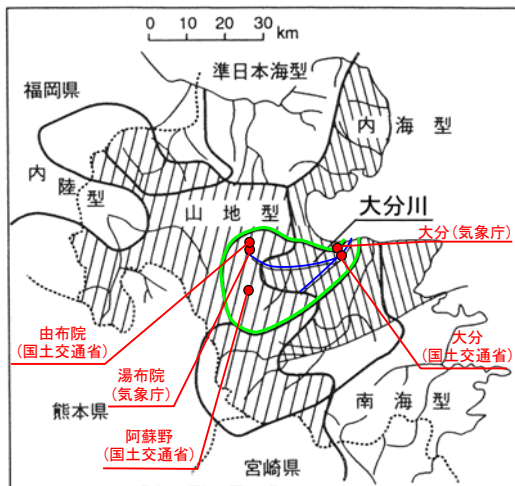 0 10 20 30
km
準日本海型
福岡県
内海型
内陸型
山地型
大分川
大分(気象庁)
由布院
(国土交通省)
湯布院
(気象庁)
大分
(国土交通省)
熊本県
阿蘇野
(国土交通省)
南海型
宮崎県